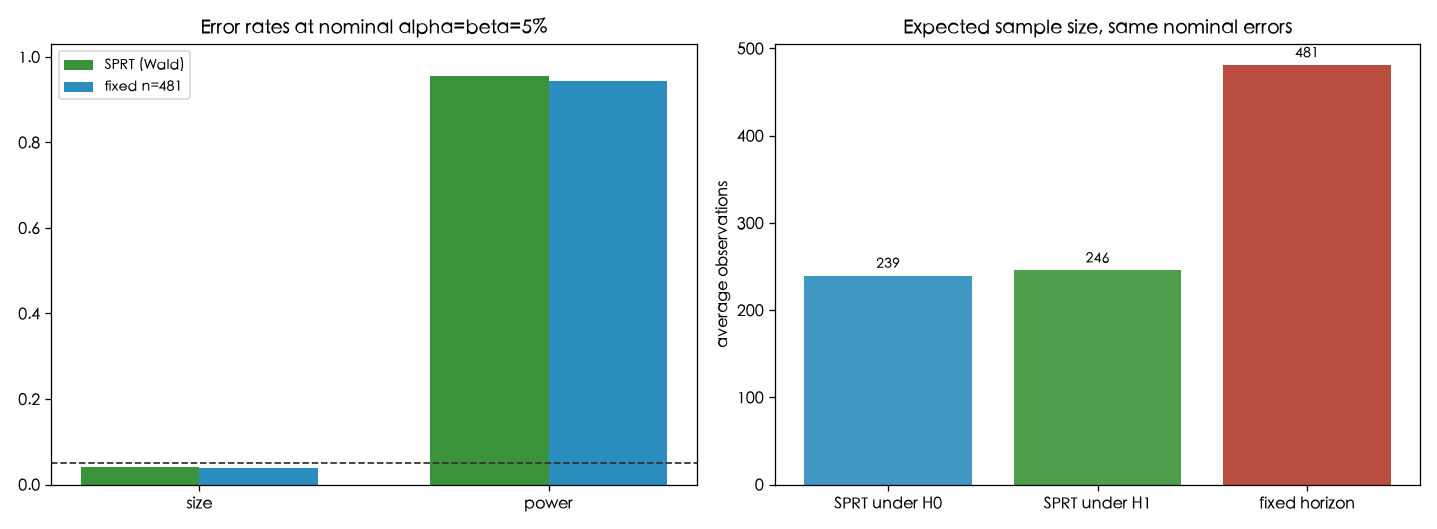 Error rates at nominal alpha=beta=5%
1.0
0.8
0.6
0.4
0.2
0.0
SPRT (Wald)
fixed n=481
size
power
Expected sample size, same nominal errors
average observations
500
400
300
200
100
0
239
246
481
SPRT under H0
SPRT under H1
fixed horizon